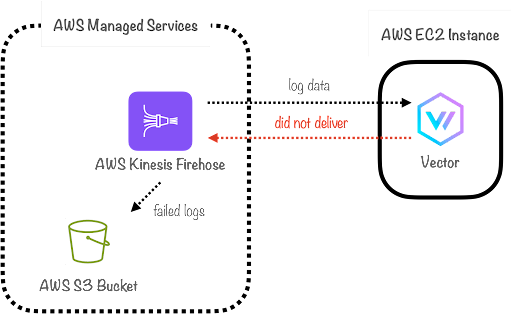 AWS Managed Services
AWS EC2 Instance
log data
did not deliver
AWS Kinesis Firehose
Vector
failed logs
AWS S3 Bucket